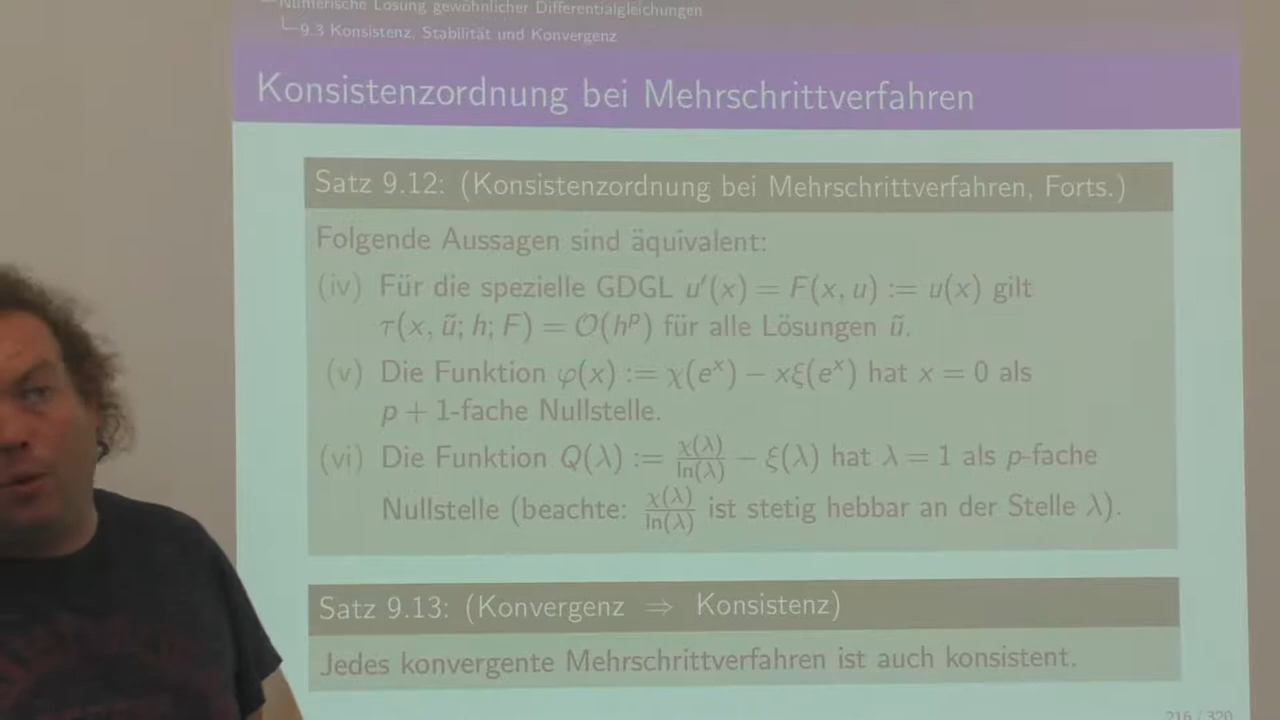 Numerische Lösung gewöhnlicher Differentialgleichungen
9.3 Konsistenz, Stabilität und Konvergenz
Konsistenzordnung bei Mehrschrittverfahren
Satz 9.12: (Konsistenzordnung bei Mehrschrittverfahren, Forts.)
Folgende Aussagen sind äquivalent:
(iv) Für die spezielle GDGL u′(x) = F(x, u) := u(x) gilt
τ(x, ũ; h; F) = 𝒪(hᵖ) für alle Lösungen ũ.
(v) Die Funktion φ(x) := χ(eˣ) − xξ(eˣ) hat x = 0 als
p + 1-fache Nullstelle.
(vi) Die Funktion Q(λ) := χ(λ)/ln(λ) − ξ(λ) hat λ = 1 als p-fache
Nullstelle (beachte: χ(λ)/ln(λ) ist stetig hebbar an der Stelle λ).
Satz 9.13: (Konvergenz ⇒ Konsistenz)
Jedes konvergente Mehrschrittverfahren ist auch konsistent.
216 / 320